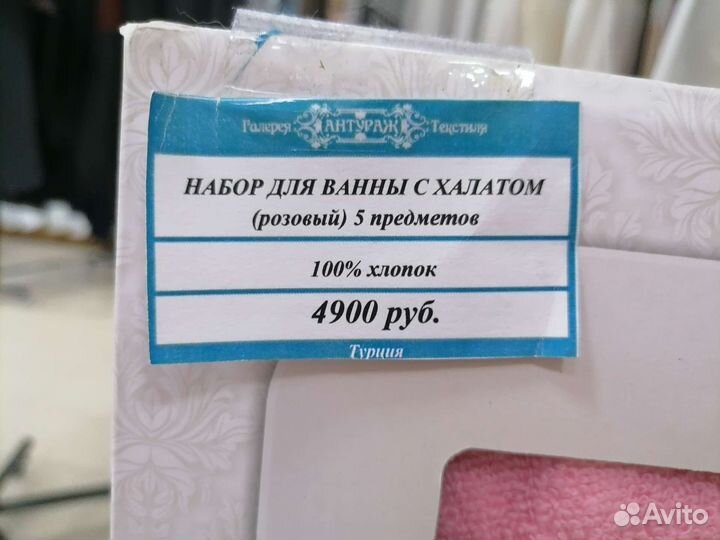 Галерея АНТУРАЖ Текстиля
НАБОР ДЛЯ ВАННЫ С ХАЛАТОМ
(розовый) 5 предметов
100% хлопок
4900 руб.
Турция
Avito